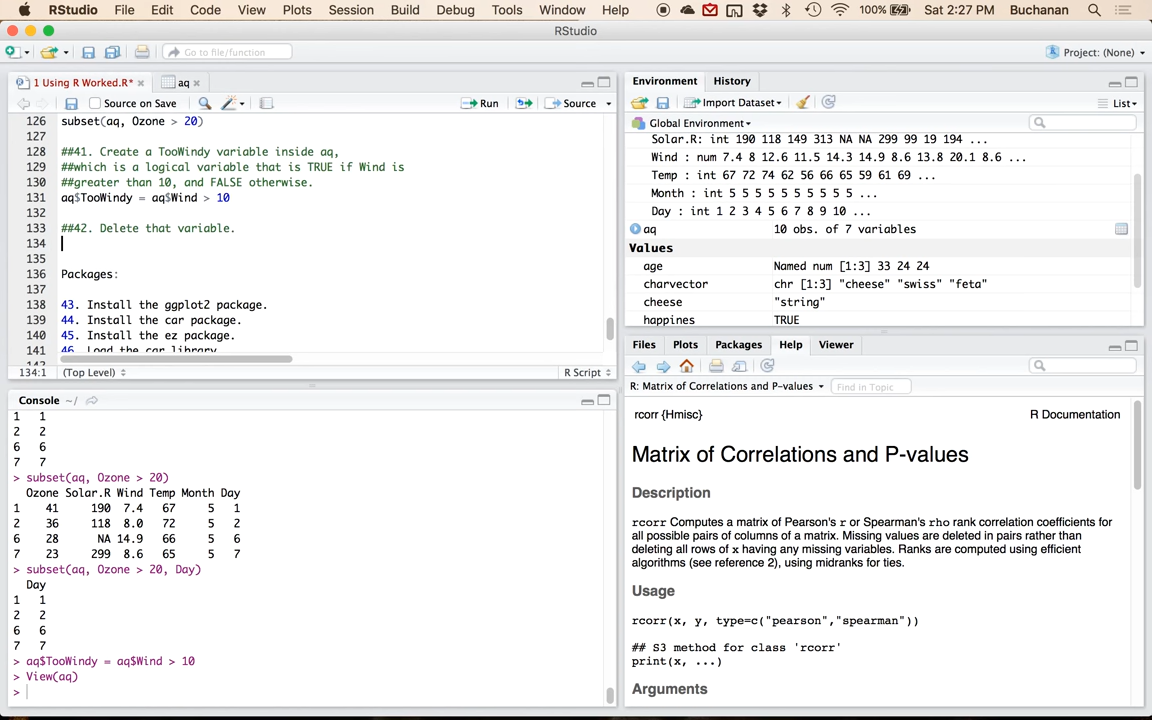 RStudio File Edit Code View Plots Session Build Debug Tools Window Help 100% Sat 2:27 PM Buchanan
RStudio
Go to file/function Project: (None)
1 Using R Worked.R* aq
Source on Save Run Source
126 subset(aq, Ozone > 20)
127
128 ##41. Create a TooWindy variable inside aq,
129 ##which is a logical variable that is TRUE if Wind is
130 ##greater than 10, and FALSE otherwise.
131 aq$TooWindy = aq$Wind > 10
132
133 ##42. Delete that variable.
134
135
136 Packages:
137
138 43. Install the ggplot2 package.
139 44. Install the car package.
140 45. Install the ez package.
141 46. Load the car library
134:1 (Top Level) R Script
Console ~/
1 1
2 2
6 6
7 7
> subset(aq, Ozone > 20)
Ozone Solar.R Wind Temp Month Day
1 41 190 7.4 67 5 1
2 36 118 8.0 72 5 2
6 28 NA 14.9 66 5 6
7 23 299 8.6 65 5 7
> subset(aq, Ozone > 20, Day)
Day
1 1
2 2
6 6
7 7
> aq$TooWindy = aq$Wind > 10
> View(aq)
>
Environment History
Import Dataset List
Global Environment
Solar.R: int 190 118 149 313 NA NA 299 99 19 194 ...
Wind : num 7.4 8 12.6 11.5 14.3 14.9 8.6 13.8 20.1 8.6 ...
Temp : int 67 72 74 62 56 66 65 59 61 69 ...
Month : int 5 5 5 5 5 5 5 5 5 5 ...
Day : int 1 2 3 4 5 6 7 8 9 10 ...
aq 10 obs. of 7 variables
Values
age Named num [1:3] 33 24 24
charvector chr [1:3] "cheese" "swiss" "feta"
cheese "string"
happines TRUE
Files Plots Packages Help Viewer
R: Matrix of Correlations and P-values Find in Topic
rcorr {Hmisc} R Documentation
Matrix of Correlations and P-values
Description
rcorr Computes a matrix of Pearson's r or Spearman's rho rank correlation coefficients for
all possible pairs of columns of a matrix. Missing values are deleted in pairs rather than
deleting all rows of x having any missing variables. Ranks are computed using efficient
algorithms (see reference 2), using midranks for ties.
Usage
rcorr(x, y, type=c("pearson","spearman"))
## S3 method for class 'rcorr'
print(x, ...)
Arguments